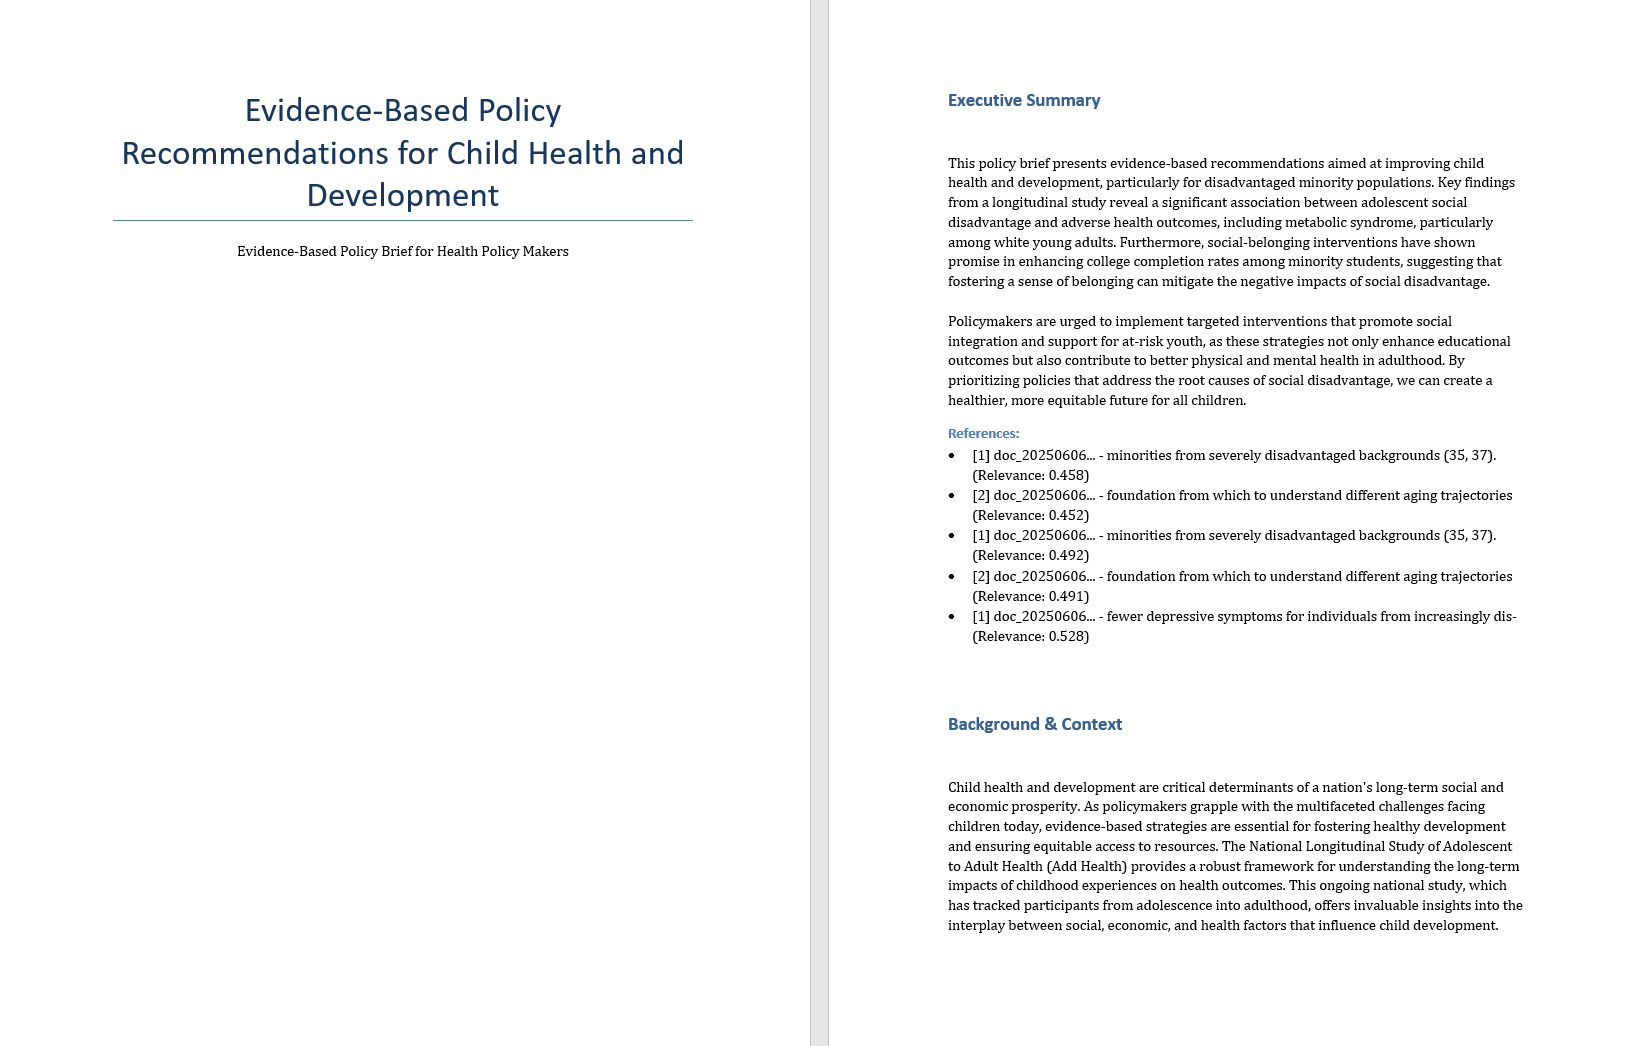 Evidence-Based Policy
Recommendations for Child Health and
Development
Evidence-Based Policy Brief for Health Policy Makers
Executive Summary
This policy brief presents evidence-based recommendations aimed at improving child
health and development, particularly for disadvantaged minority populations. Key findings
from a longitudinal study reveal a significant association between adolescent social
disadvantage and adverse health outcomes, including metabolic syndrome, particularly
among white young adults. Furthermore, social-belonging interventions have shown
promise in enhancing college completion rates among minority students, suggesting that
fostering a sense of belonging can mitigate the negative impacts of social disadvantage.
Policymakers are urged to implement targeted interventions that promote social
integration and support for at-risk youth, as these strategies not only enhance educational
outcomes but also contribute to better physical and mental health in adulthood. By
prioritizing policies that address the root causes of social disadvantage, we can create a
healthier, more equitable future for all children.
References:
• [1] doc_20250606... - minorities from severely disadvantaged backgrounds (35, 37).
(Relevance: 0.458)
• [2] doc_20250606... - foundation from which to understand different aging trajectories
(Relevance: 0.452)
• [1] doc_20250606... - minorities from severely disadvantaged backgrounds (35, 37).
(Relevance: 0.492)
• [2] doc_20250606... - foundation from which to understand different aging trajectories
(Relevance: 0.491)
• [1] doc_20250606... - fewer depressive symptoms for individuals from increasingly dis-
(Relevance: 0.528)
Background & Context
Child health and development are critical determinants of a nation's long-term social and
economic prosperity. As policymakers grapple with the multifaceted challenges facing
children today, evidence-based strategies are essential for fostering healthy development
and ensuring equitable access to resources. The National Longitudinal Study of Adolescent
to Adult Health (Add Health) provides a robust framework for understanding the long-term
impacts of childhood experiences on health outcomes. This ongoing national study, which
has tracked participants from adolescence into adulthood, offers invaluable insights into the
interplay between social, economic, and health factors that influence child development.